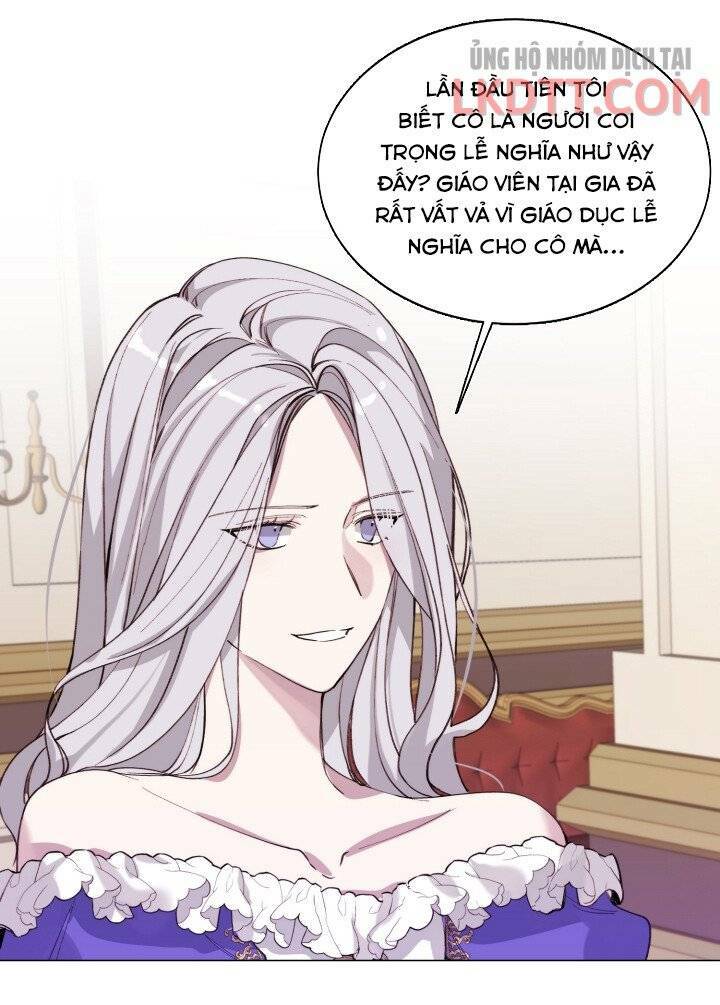 ỦNG HỘ NHÓM DỊCH TẠI
LKDTT.COM
LẦN ĐẦU TIÊN TÔI
BIẾT CÔ LÀ NGƯỜI COI
TRỌNG LỄ NGHĨA NHƯ VẬY
ĐẤY? GIÁO VIÊN TẠI GIA ĐÃ
RẤT VẤT VẢ VÌ GIÁO DỤC LỄ
NGHĨA CHO CÔ MÀ...